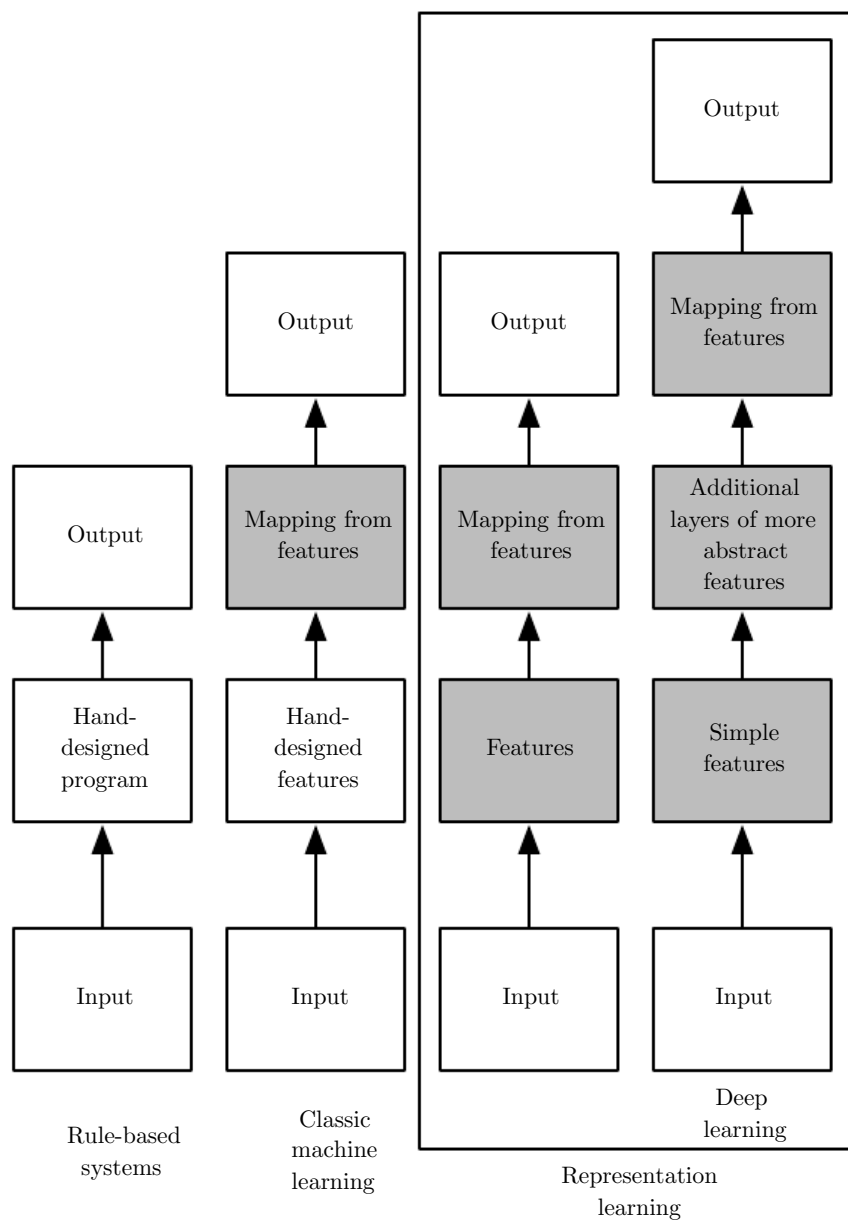 Output
Output
Output
Mapping from
features
Output
Mapping from
features
Mapping from
features
Additional
layers of more
abstract
features
Hand-
designed
program
Hand-
designed
features
Features
Simple
features
Input
Input
Input
Input
Rule-based
systems
Classic
machine
learning
Deep
learning
Representation
learning